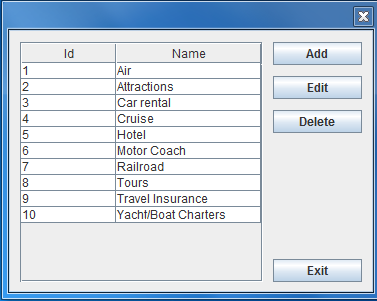 Id Name Add
1 Air
2 Attractions Edit
3 Car rental
4 Cruise Delete
5 Hotel
6 Motor Coach
7 Railroad
8 Tours
9 Travel Insurance
10 Yacht/Boat Charters
Exit